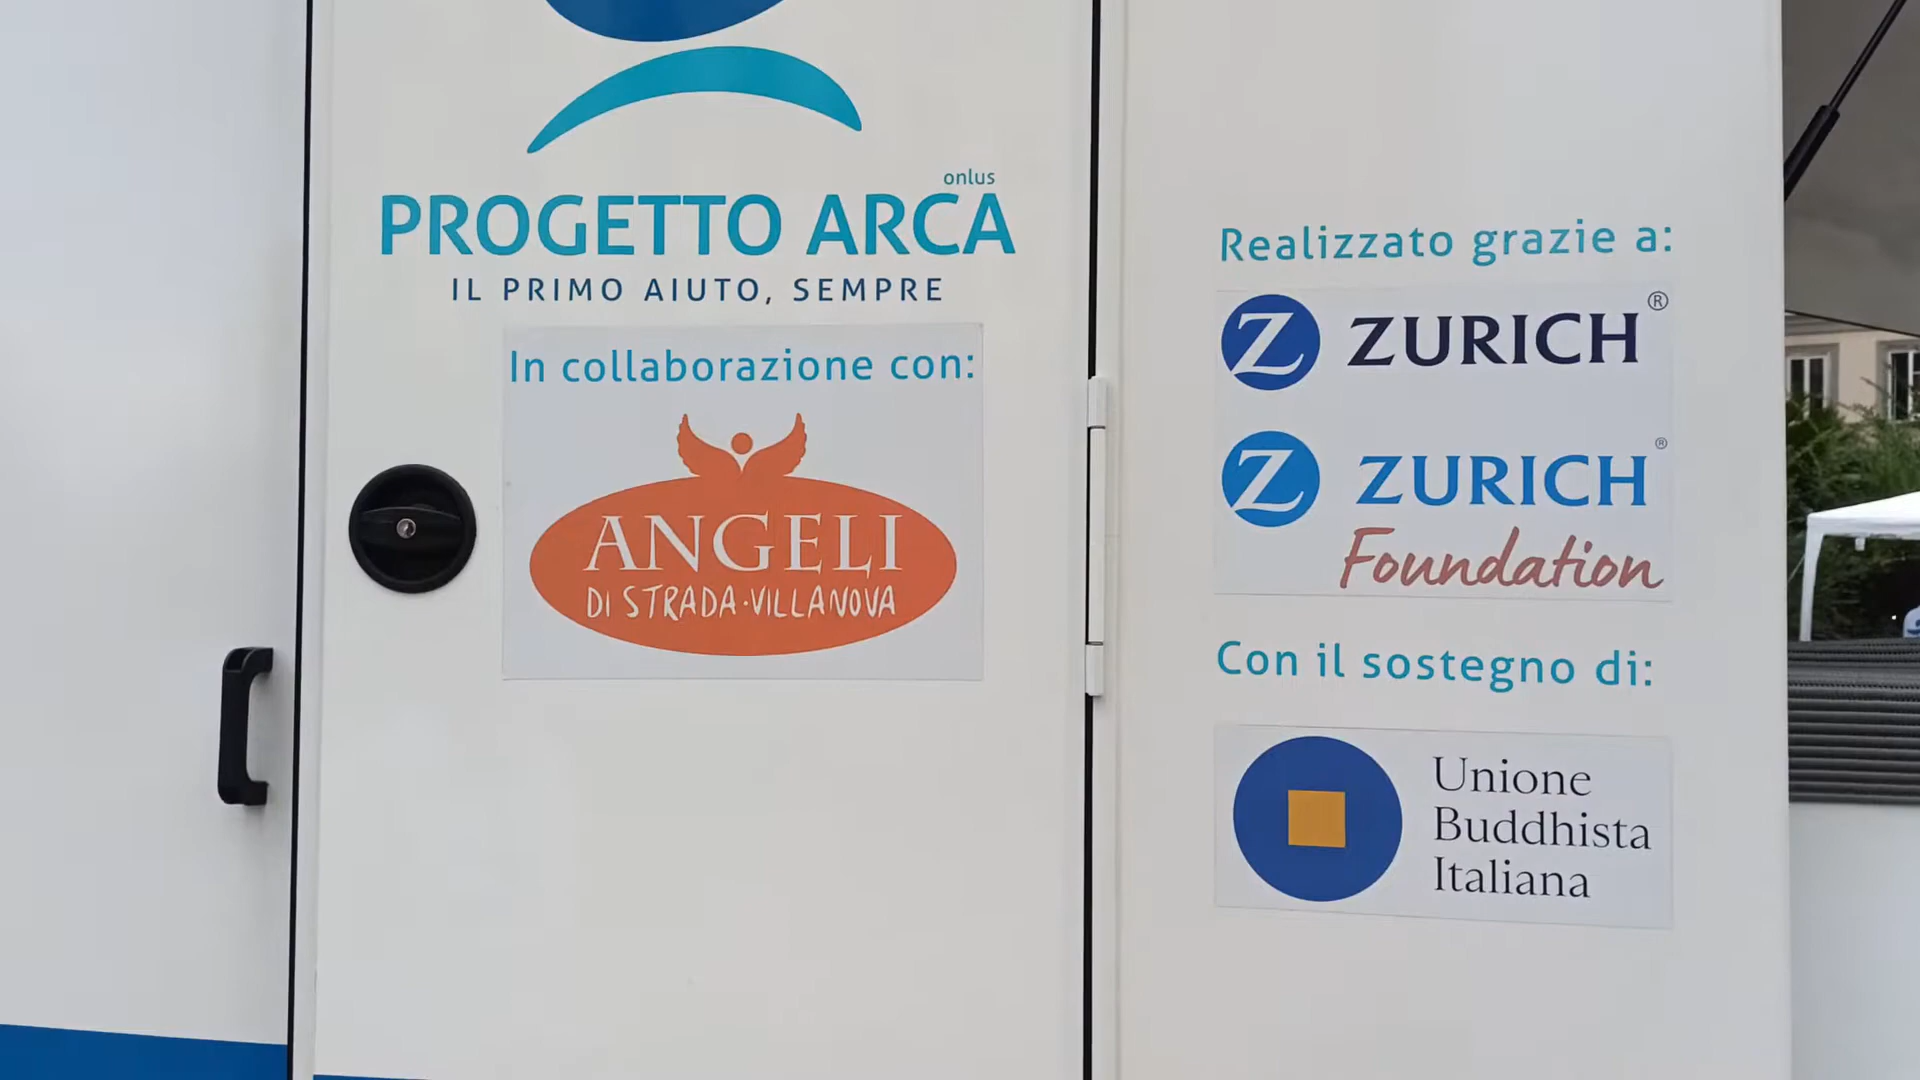 onlus
PROGETTO ARCA
IL PRIMO AIUTO, SEMPRE
In collaborazione con:
ANGELI
DI STRADA·VILLANOVA
Realizzato grazie a:
Z ZURICH®
Z ZURICH®
Foundation
Con il sostegno di:
Unione
Buddhista
Italiana